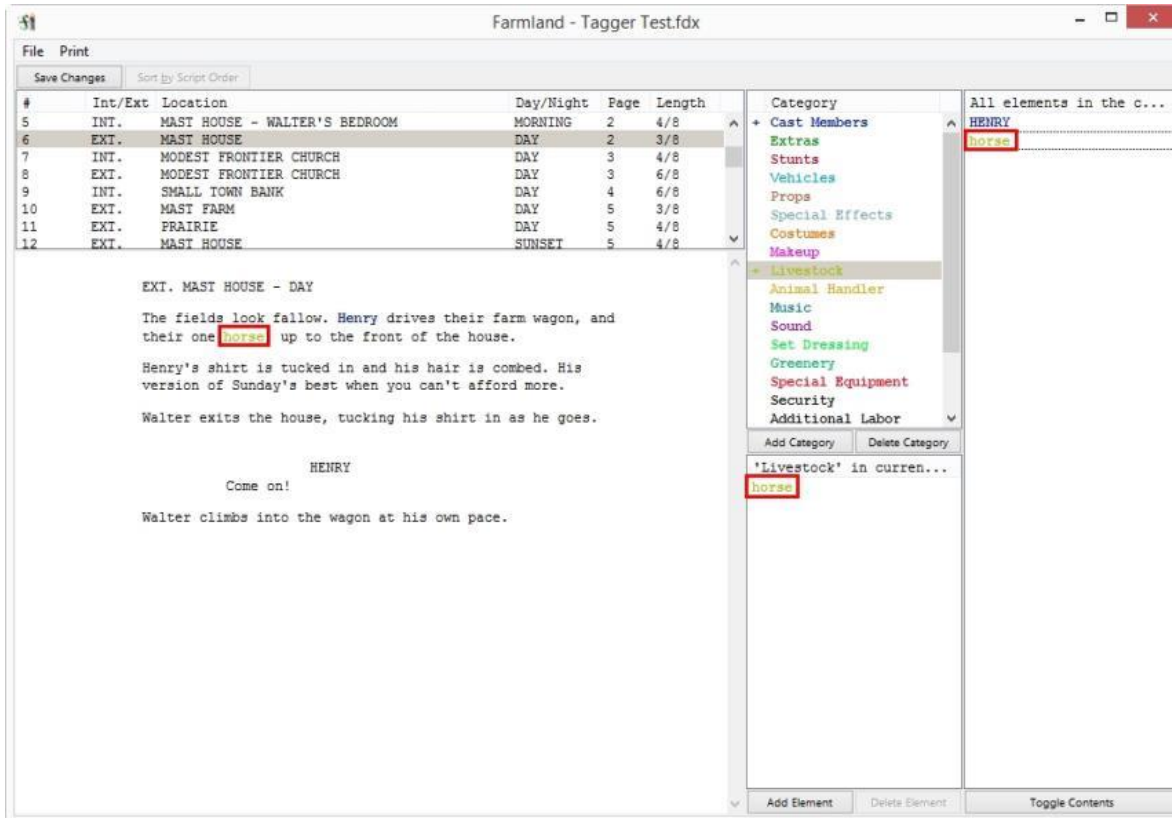 Farmland - Tagger Test.fdx
File Print
Save Changes Sort by Script Order
# Int/Ext Location Day/Night Page Length
5 INT. MAST HOUSE - WALTER'S BEDROOM MORNING 2 4/8
6 EXT. MAST HOUSE DAY 2 3/8
7 INT. MODEST FRONTIER CHURCH DAY 3 4/8
8 EXT. MODEST FRONTIER CHURCH DAY 3 6/8
9 INT. SMALL TOWN BANK DAY 4 6/8
10 EXT. MAST FARM DAY 5 3/8
11 EXT. PRAIRIE DAY 5 4/8
12 EXT. MAST HOUSE SUNSET 5 4/8
EXT. MAST HOUSE - DAY
The fields look fallow. Henry drives their farm wagon, and
their one horse up to the front of the house.
Henry's shirt is tucked in and his hair is combed. His
version of Sunday's best when you can't afford more.
Walter exits the house, tucking his shirt in as he goes.
HENRY
Come on!
Walter climbs into the wagon at his own pace.
Category
+ Cast Members
Extras
Stunts
Vehicles
Props
Special Effects
Costumes
Makeup
+ Livestock
Animal Handler
Music
Sound
Set Dressing
Greenery
Special Equipment
Security
Additional Labor
Add Category Delete Category
'Livestock' in curren...
horse
Add Element Delete Element
All elements in the c...
HENRY
horse
Toggle Contents